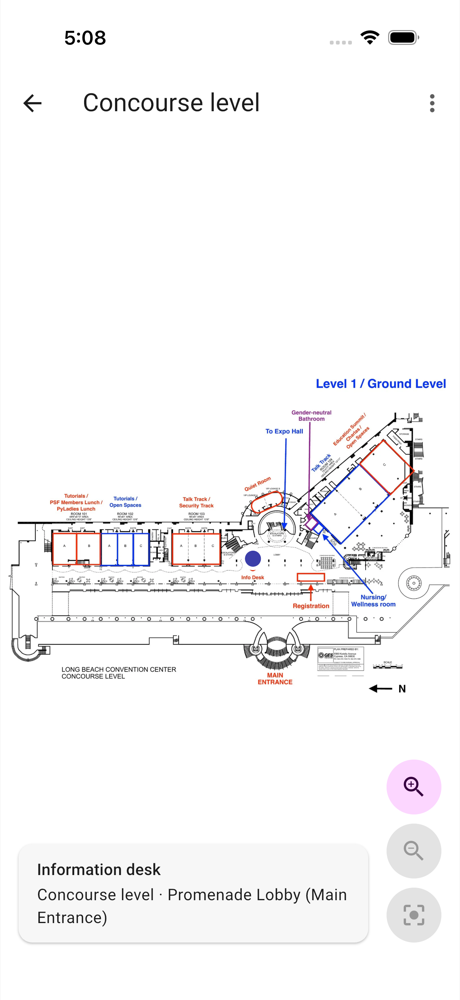 5:08
Concourse level
Level 1 / Ground Level
Gender-neutral
Bathroom
To Expo Hall
Education Summit /
Charlas /
Open Spaces
Talk Track
Quiet Room
Tutorials /
PSF Members Lunch /
PyLadies Lunch
Tutorials /
Open Spaces
Talk Track /
Security Track
Info Desk
Registration
Nursing/
Wellness room
MAIN
ENTRANCE
LONG BEACH CONVENTION CENTER
CONCOURSE LEVEL
N
Information desk
Concourse level · Promenade Lobby (Main
Entrance)